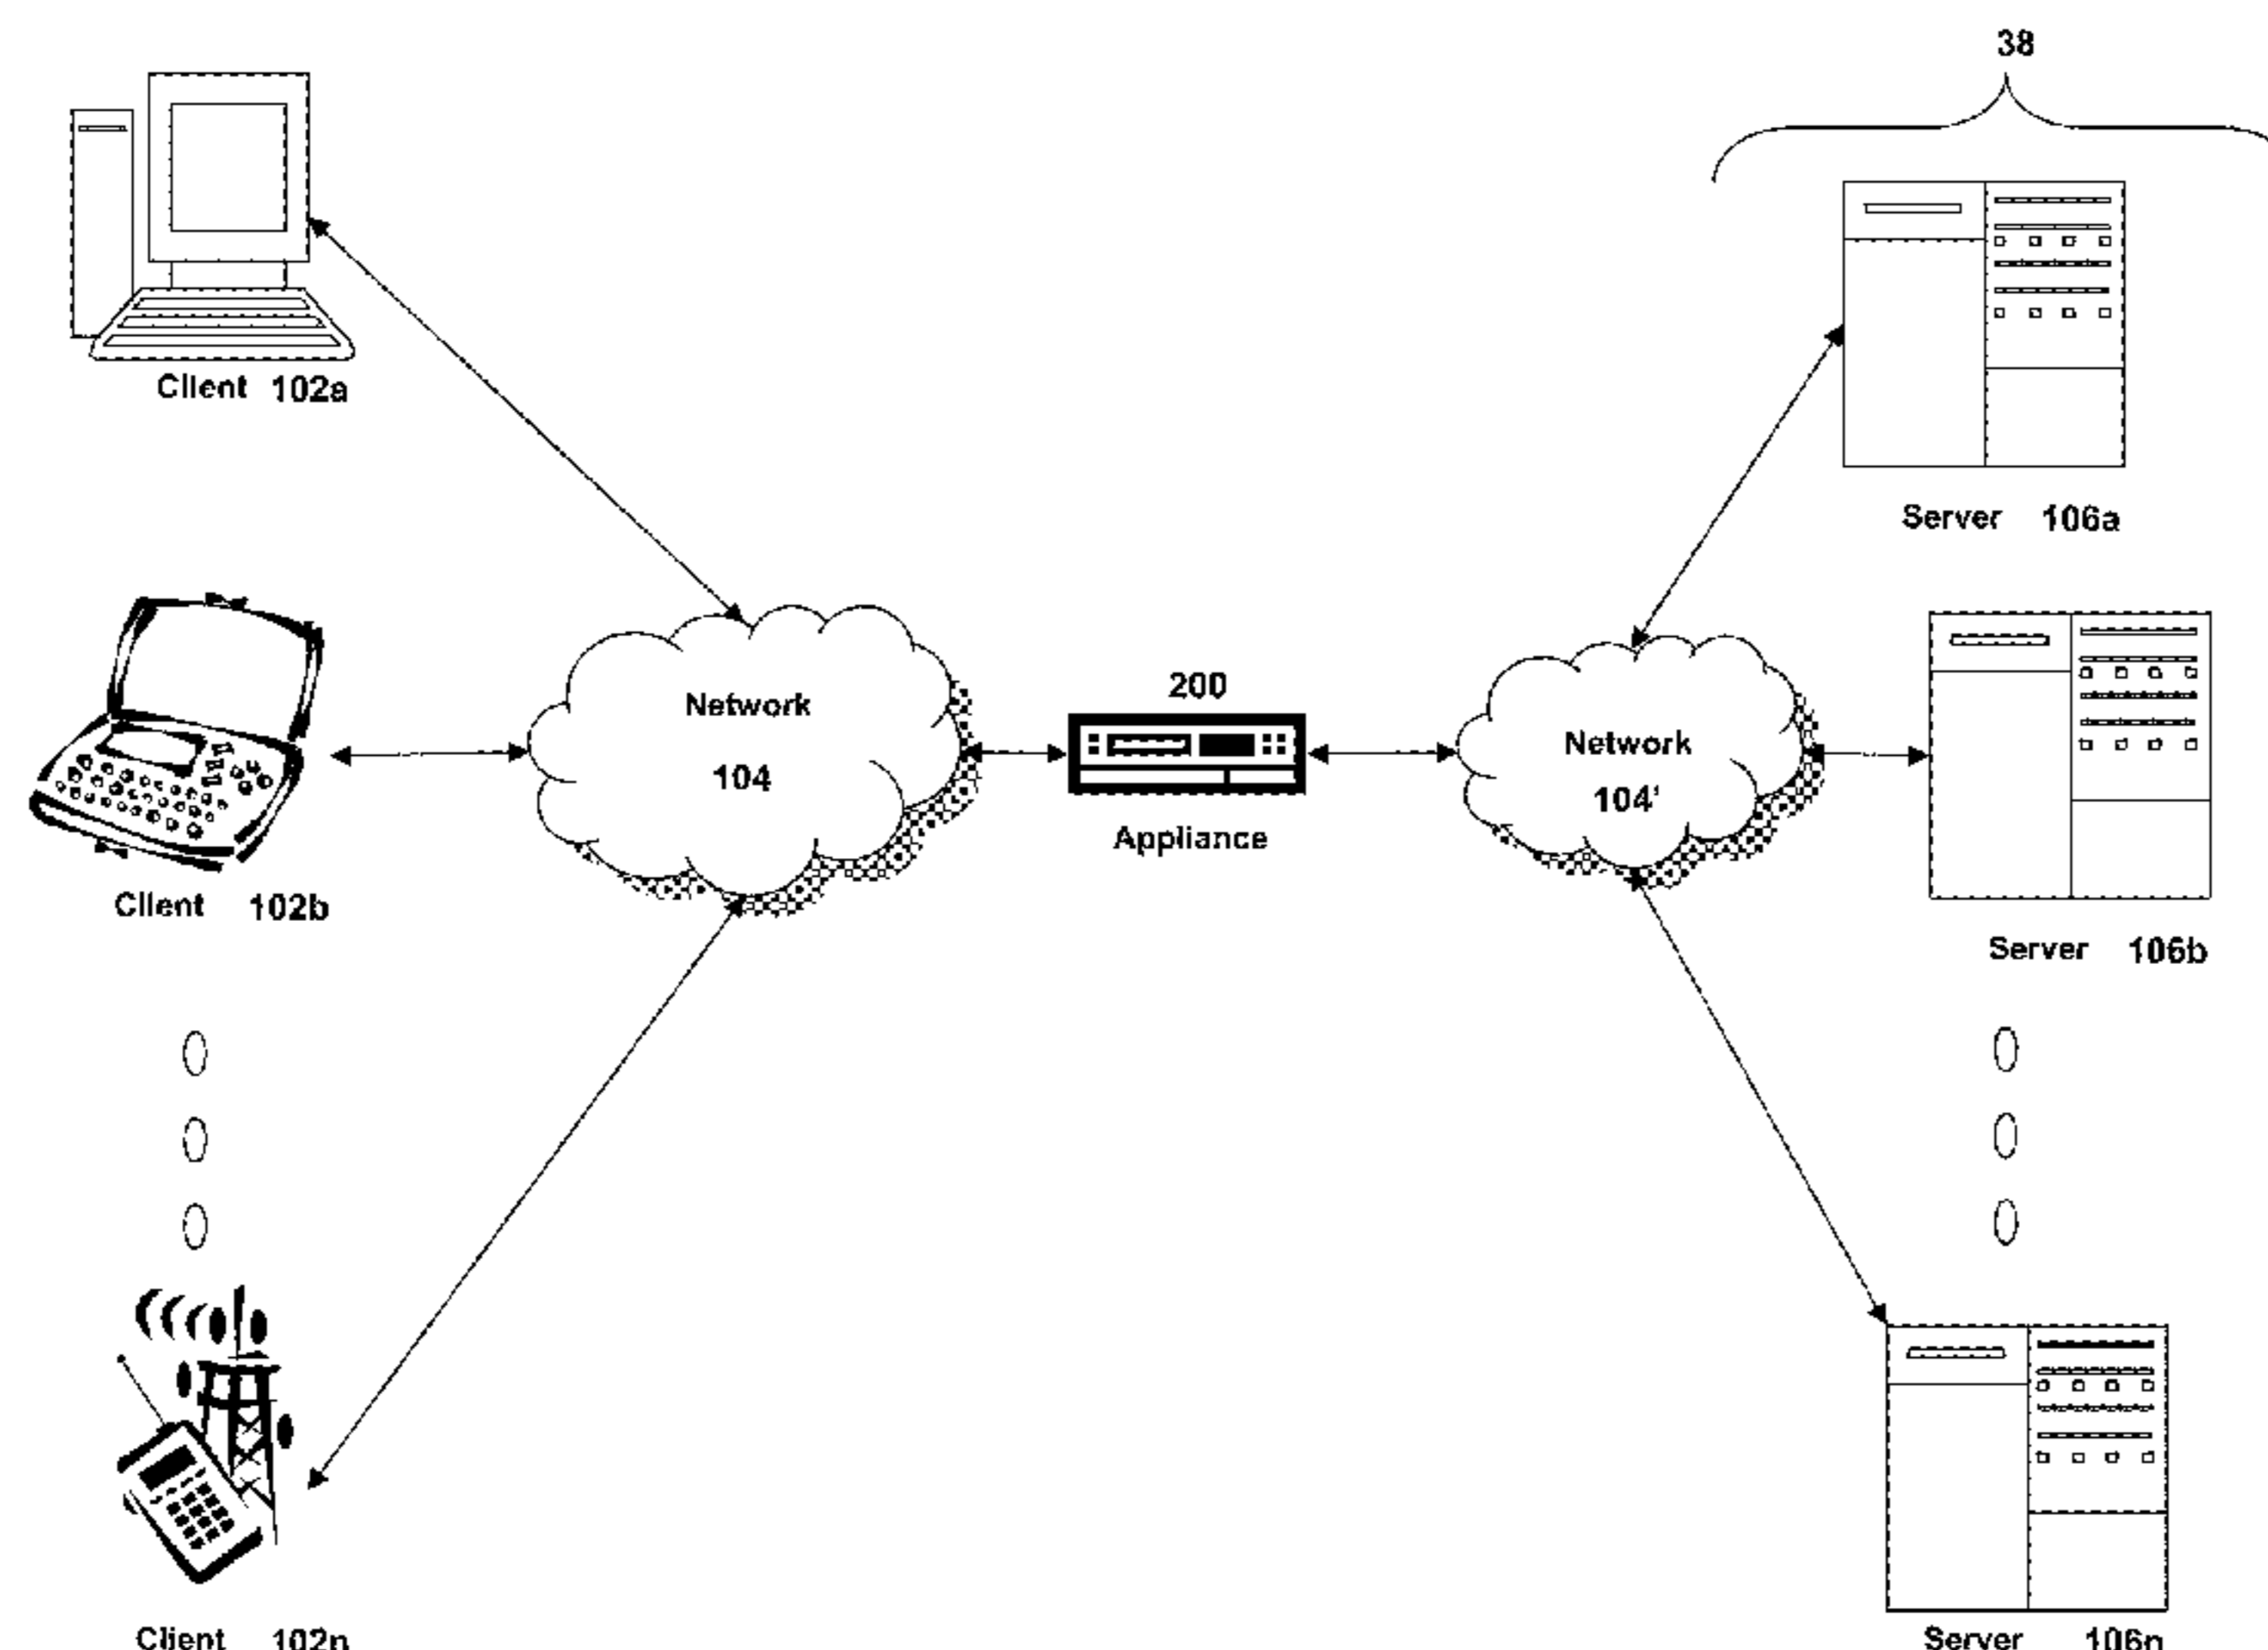 38
Client 102a
Server 106a
200
Network
104
Network
104'
Appliance
Client 102b
Server 106b
Client 102n
Server 106n